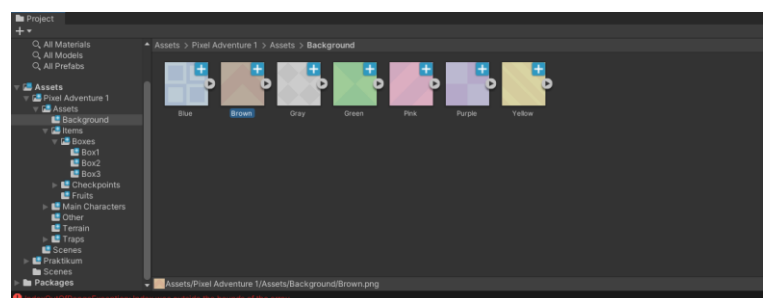 Project
All Materials
All Models
All Prefabs
Assets
Pixel Adventure 1
Assets
Background
Items
Boxes
Box1
Box2
Box3
Checkpoints
Fruits
Main Characters
Other
Terrain
Traps
Scenes
Praktikum
Scenes
Packages
Assets > Pixel Adventure 1 > Assets > Background
Blue Brown Gray Green Pink Purple Yellow
Assets/Pixel Adventure 1/Assets/Background/Brown.png